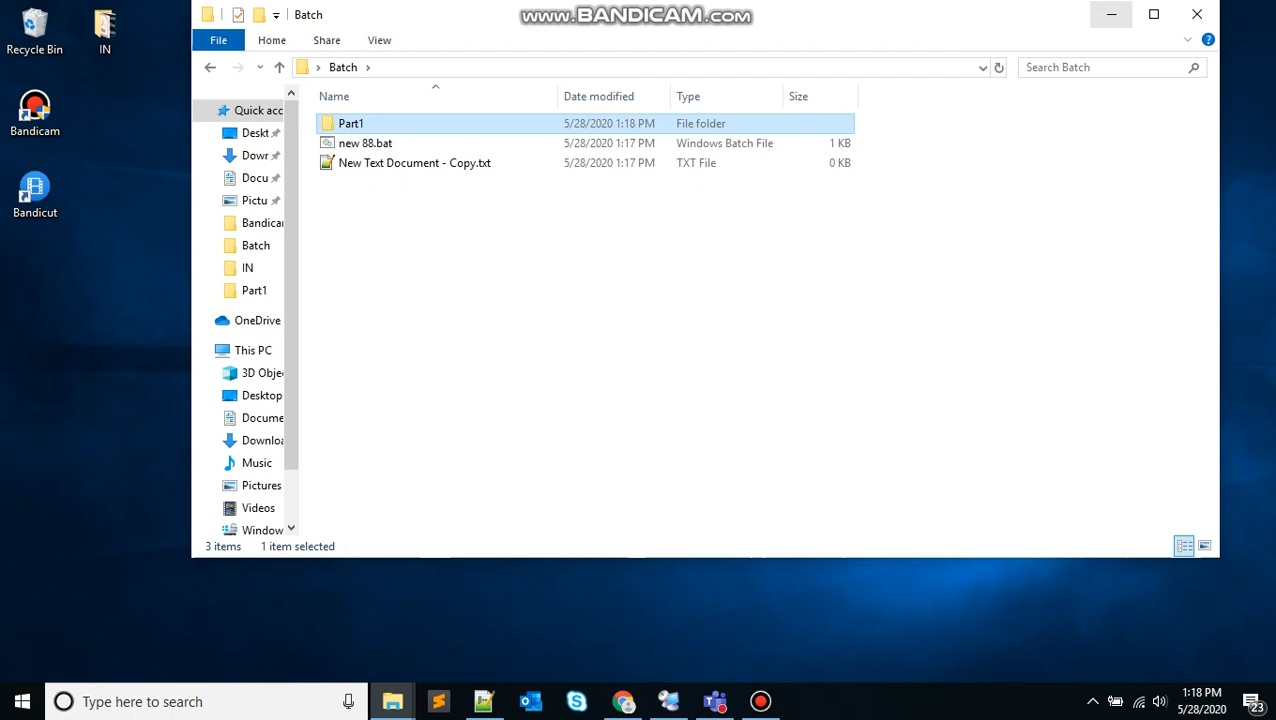 Recycle Bin
IN
Bandicam
Bandicut
Batch
www.BANDICAM.com
File
Home
Share
View
Batch
Search Batch
Name
Date modified
Type
Size
Part1
5/28/2020 1:18 PM
File folder
new 88.bat
5/28/2020 1:17 PM
Windows Batch File
1 KB
New Text Document - Copy.txt
5/28/2020 1:17 PM
TXT File
0 KB
Quick acc
Deskt
Dowr
Docu
Pictu
Bandicar
Batch
IN
Part1
OneDrive
This PC
3D Obje
Desktop
Docume
Downloa
Music
Pictures
Videos
Window
3 items
1 item selected
Type here to search
1:18 PM
5/28/2020
23